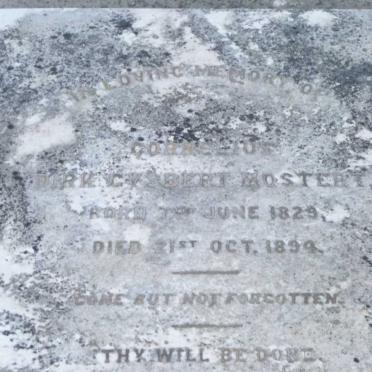 IN LOVING MEMORY OF
CORNELIUS
DIRK GYSBERT MOSTERT
BORN 7TH JUNE 1829,
DIED 21ST OCT, 1894.
GONE BUT NOT FORGOTTEN.
"THY WILL BE DONE